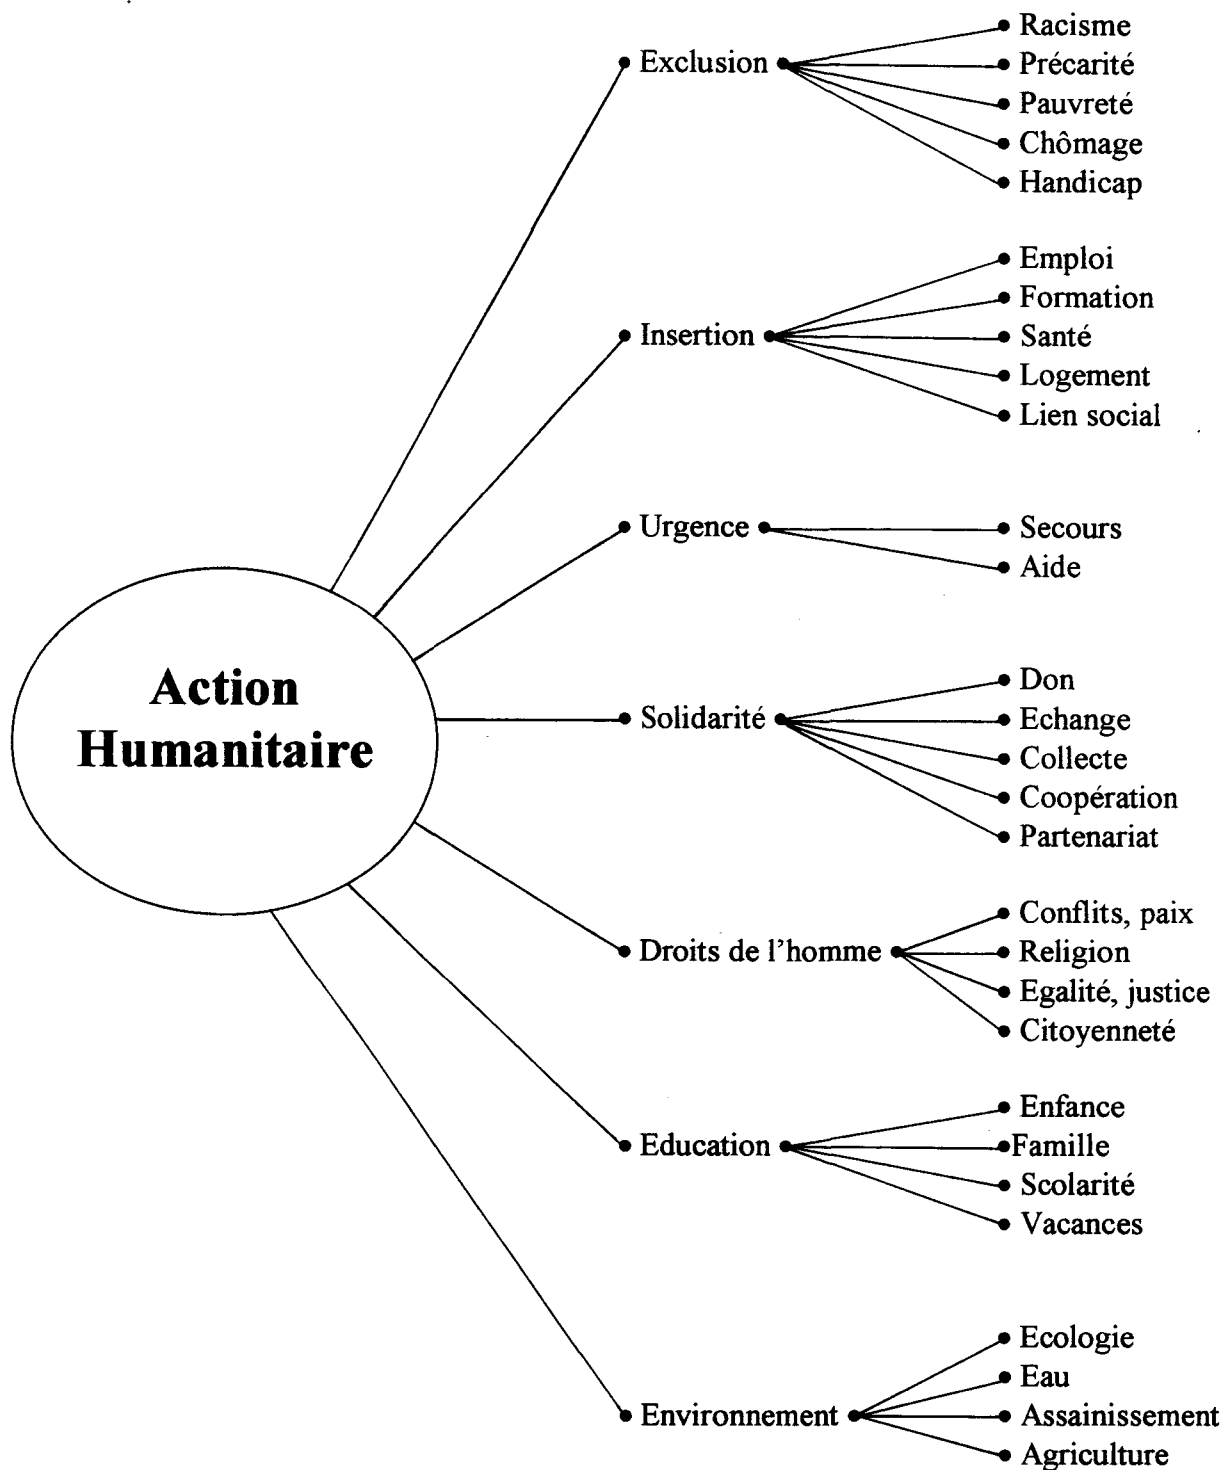 Action
Humanitaire
Exclusion
Racisme
Précarité
Pauvreté
Chômage
Handicap
Insertion
Emploi
Formation
Santé
Logement
Lien social
Urgence
Secours
Aide
Solidarité
Don
Echange
Collecte
Coopération
Partenariat
Droits de l'homme
Conflits, paix
Religion
Egalité, justice
Citoyenneté
Education
Enfance
Famille
Scolarité
Vacances
Environnement
Ecologie
Eau
Assainissement
Agriculture